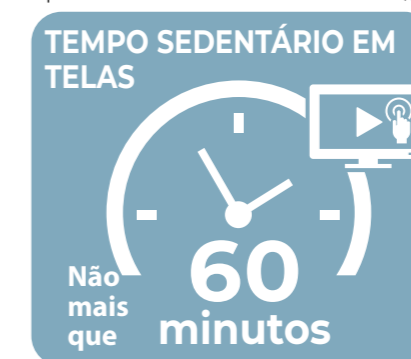 TEMPO SEDENTÁRIO EM
TELAS
Não
mais
que
60
minutos